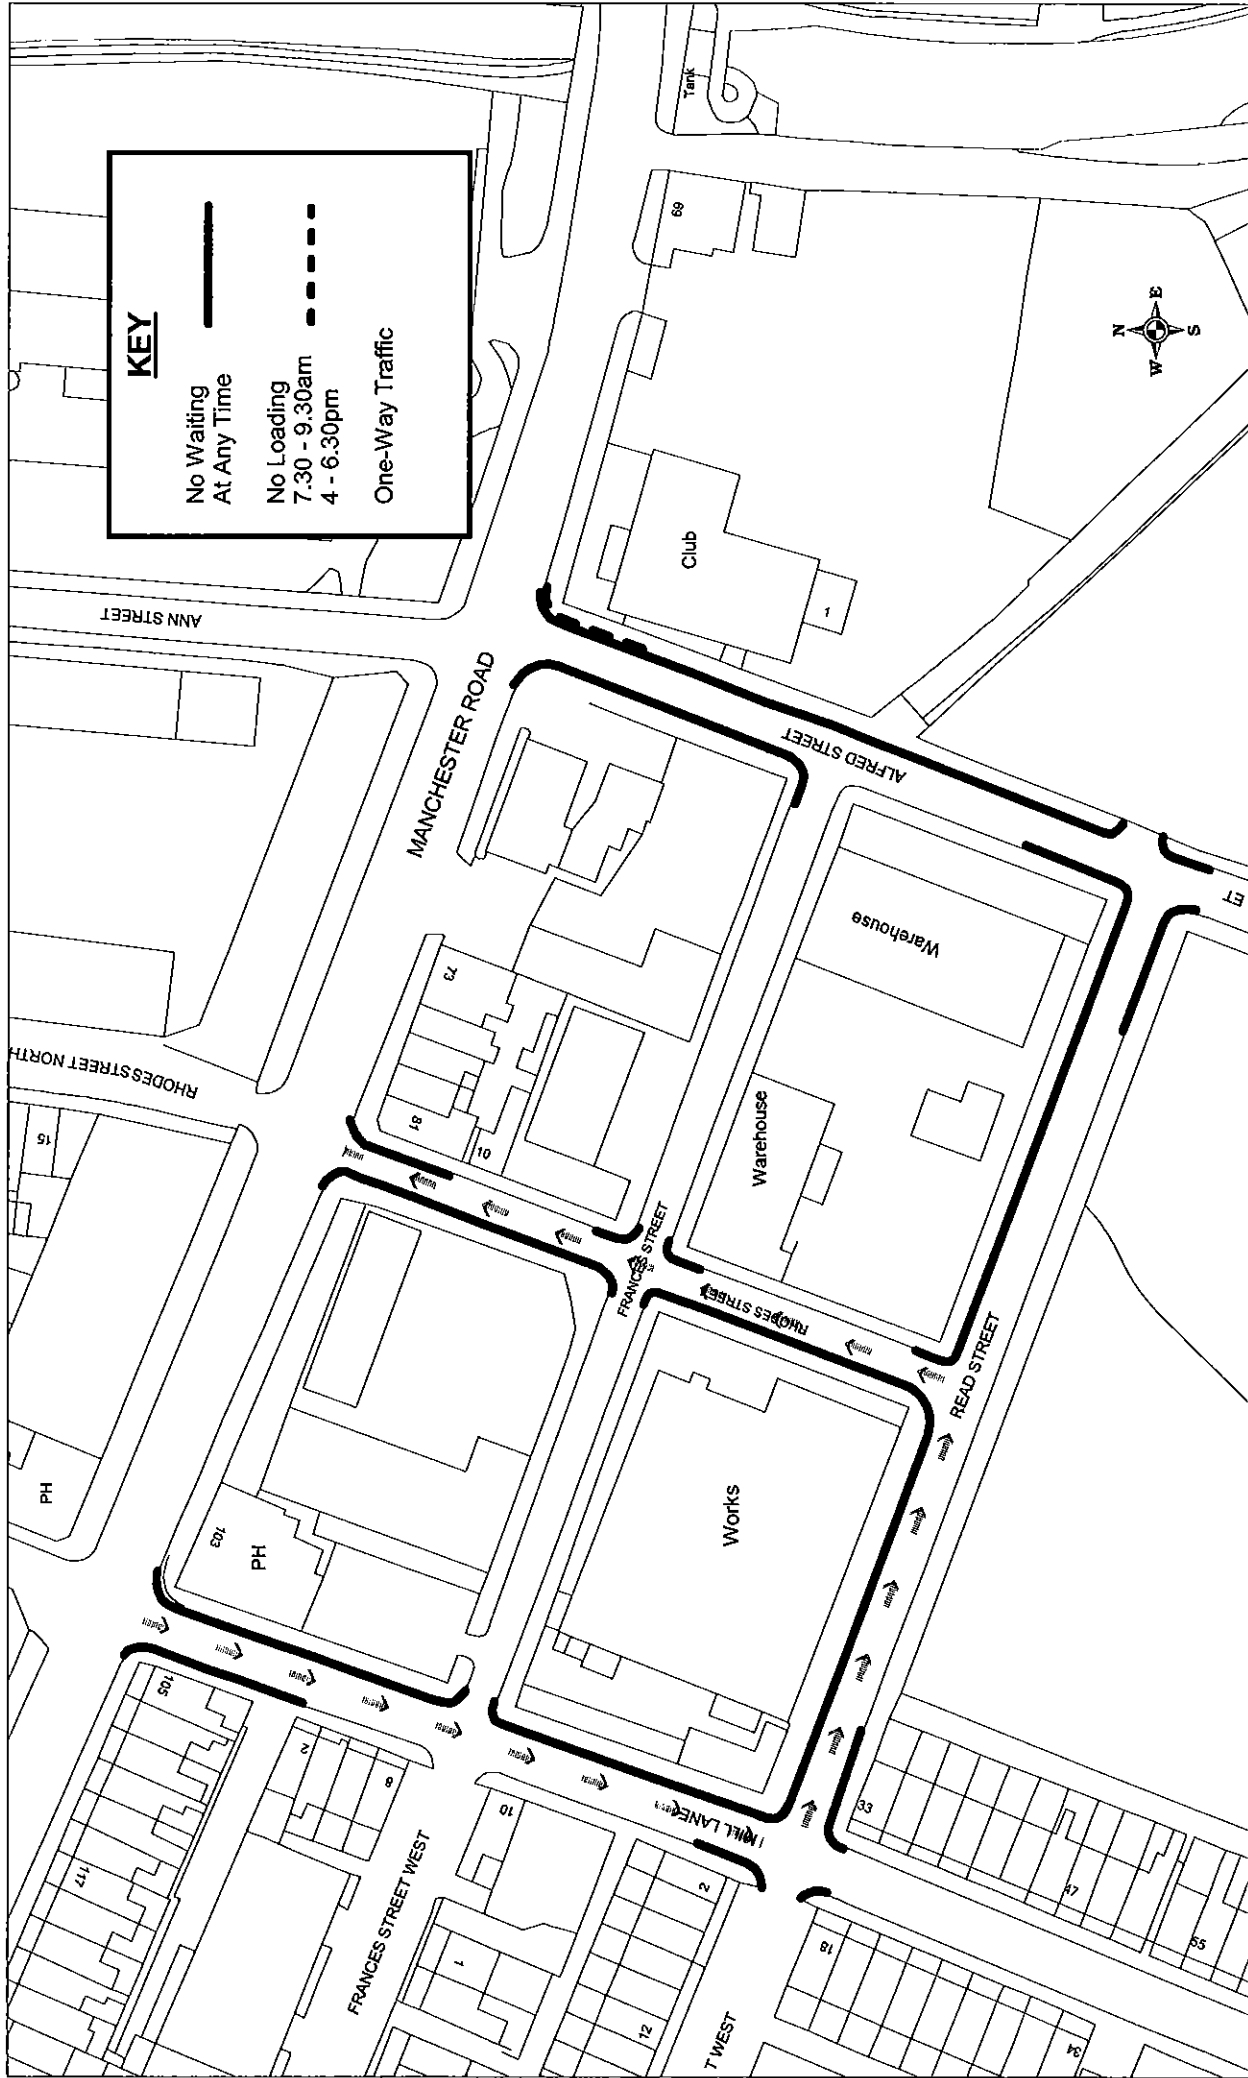 KEY
No Waiting
At Any Time
No Loading
7.30 - 9.30am
4 - 6.30pm
One-Way Traffic
ANN STREET
MANCHESTER ROAD
RHODES STREET NORTH
ALFRED STREET
FRANCES STREET
RHODES STREET
READ STREET
MILL LANE
FRANCES STREET WEST
T WEST
ET
Tank
69
Club
1
Warehouse
Warehouse
Works
73
81
10
15
PH
103
PH
105
117
2
8
10
1
2
12
18
34
33
47
55
N
E
S
W